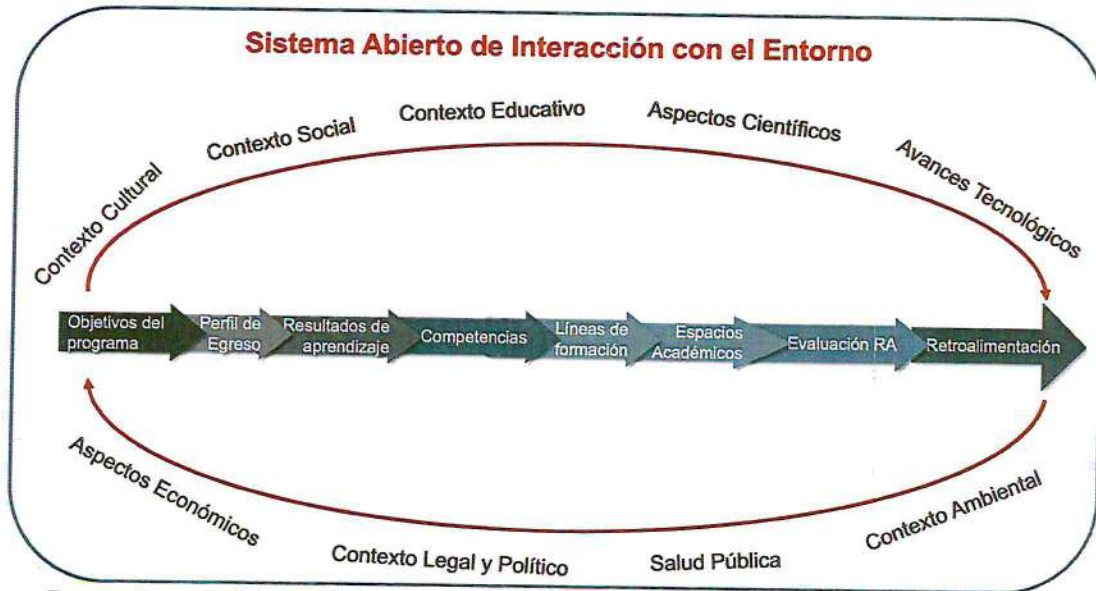 Sistema Abierto de Interacción con el Entorno
Contexto Cultural
Contexto Social
Contexto Educativo
Aspectos Científicos
Avances Tecnológicos
Objetivos del
programa
Perfil de
Egreso
Resultados de
aprendizaje
Competencias
Líneas de
formación
Espacios
Académicos
Evaluación RA
Retroalimentación
Aspectos Económicos
Contexto Legal y Político
Salud Pública
Contexto Ambiental